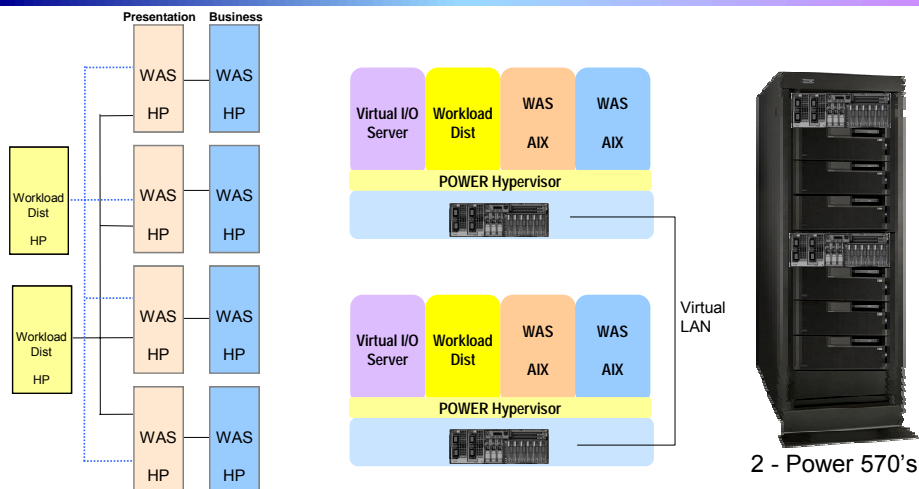 Presentation
Business
WAS
HP
WAS
HP
WAS
HP
WAS
HP
WAS
HP
WAS
HP
WAS
HP
WAS
HP
Workload
Dist
HP
Workload
Dist
HP
Virtual I/O
Server
Workload
Dist
WAS
AIX
WAS
AIX
POWER Hypervisor
Virtual I/O
Server
Workload
Dist
WAS
AIX
WAS
AIX
POWER Hypervisor
Virtual
LAN
2 - Power 570's